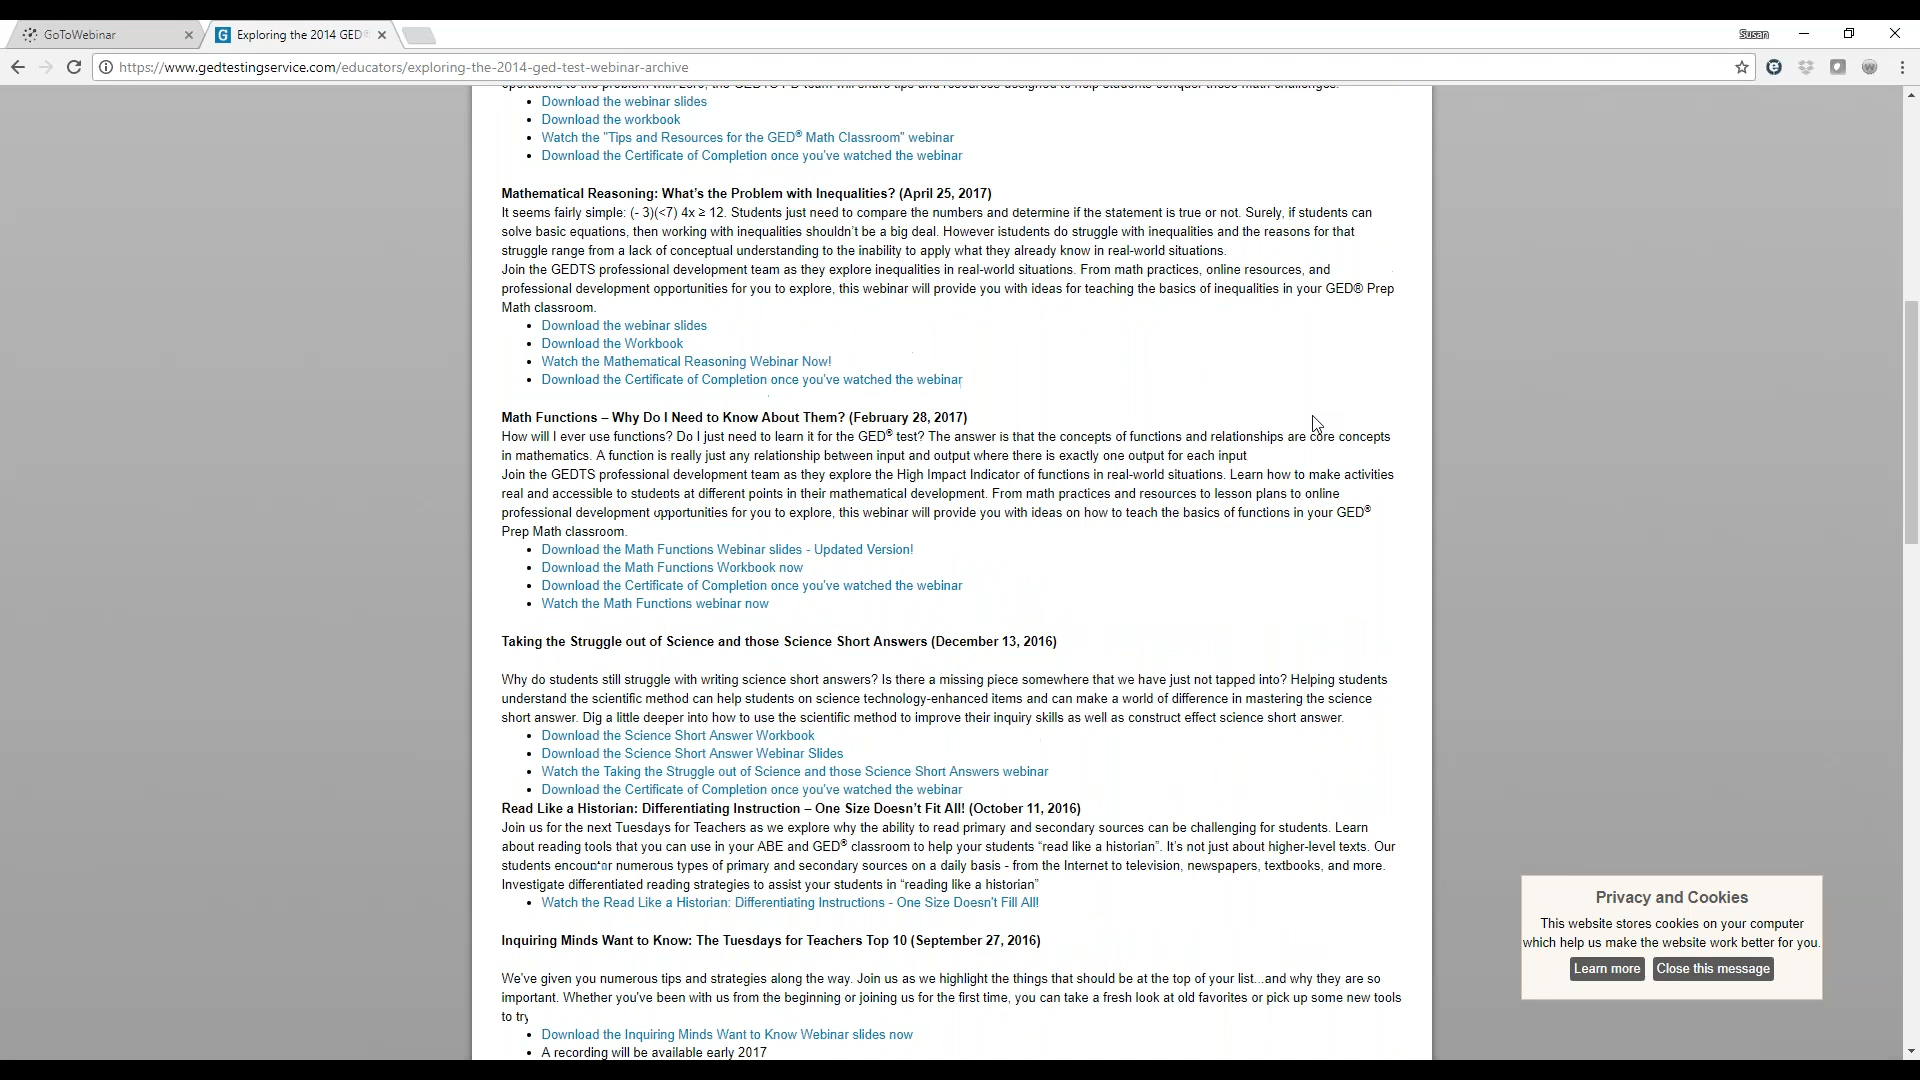 GoToWebinar
Exploring the 2014 GED®
Susan
https://www.gedtestingservice.com/educators/exploring-the-2014-ged-test-webinar-archive
operations to the problem with zero, the GEDTS PD team will share tips and resources designed to help students conquer these math challenges.
Download the webinar slides
Download the workbook
Watch the "Tips and Resources for the GED® Math Classroom" webinar
Download the Certificate of Completion once you've watched the webinar
Mathematical Reasoning: What's the Problem with Inequalities? (April 25, 2017)
It seems fairly simple: (- 3)(<7) 4x ≥ 12. Students just need to compare the numbers and determine if the statement is true or not. Surely, if students can
solve basic equations, then working with inequalities shouldn't be a big deal. However istudents do struggle with inequalities and the reasons for that
struggle range from a lack of conceptual understanding to the inability to apply what they already know in real-world situations.
Join the GEDTS professional development team as they explore inequalities in real-world situations. From math practices, online resources, and
professional development opportunities for you to explore, this webinar will provide you with ideas for teaching the basics of inequalities in your GED® Prep
Math classroom.
Download the webinar slides
Download the Workbook
Watch the Mathematical Reasoning Webinar Now!
Download the Certificate of Completion once you've watched the webinar
Math Functions – Why Do I Need to Know About Them? (February 28, 2017)
How will I ever use functions? Do I just need to learn it for the GED® test? The answer is that the concepts of functions and relationships are core concepts
in mathematics. A function is really just any relationship between input and output where there is exactly one output for each input
Join the GEDTS professional development team as they explore the High Impact Indicator of functions in real-world situations. Learn how to make activities
real and accessible to students at different points in their mathematical development. From math practices and resources to lesson plans to online
professional development opportunities for you to explore, this webinar will provide you with ideas on how to teach the basics of functions in your GED®
Prep Math classroom.
Download the Math Functions Webinar slides - Updated Version!
Download the Math Functions Workbook now
Download the Certificate of Completion once you've watched the webinar
Watch the Math Functions webinar now
Taking the Struggle out of Science and those Science Short Answers (December 13, 2016)
Why do students still struggle with writing science short answers? Is there a missing piece somewhere that we have just not tapped into? Helping students
understand the scientific method can help students on science technology-enhanced items and can make a world of difference in mastering the science
short answer. Dig a little deeper into how to use the scientific method to improve their inquiry skills as well as construct effect science short answer.
Download the Science Short Answer Workbook
Download the Science Short Answer Webinar Slides
Watch the Taking the Struggle out of Science and those Science Short Answers webinar
Download the Certificate of Completion once you've watched the webinar
Read Like a Historian: Differentiating Instruction – One Size Doesn't Fit All! (October 11, 2016)
Join us for the next Tuesdays for Teachers as we explore why the ability to read primary and secondary sources can be challenging for students. Learn
about reading tools that you can use in your ABE and GED® classroom to help your students “read like a historian”. It's not just about higher-level texts. Our
students encounter numerous types of primary and secondary sources on a daily basis - from the Internet to television, newspapers, textbooks, and more.
Investigate differentiated reading strategies to assist your students in “reading like a historian”
Watch the Read Like a Historian: Differentiating Instructions - One Size Doesn't Fill All!
Inquiring Minds Want to Know: The Tuesdays for Teachers Top 10 (September 27, 2016)
We've given you numerous tips and strategies along the way. Join us as we highlight the things that should be at the top of your list...and why they are so
important. Whether you've been with us from the beginning or joining us for the first time, you can take a fresh look at old favorites or pick up some new tools
to try
Download the Inquiring Minds Want to Know Webinar slides now
A recording will be available early 2017
Privacy and Cookies
This website stores cookies on your computer
which help us make the website work better for you.
Learn more
Close this message